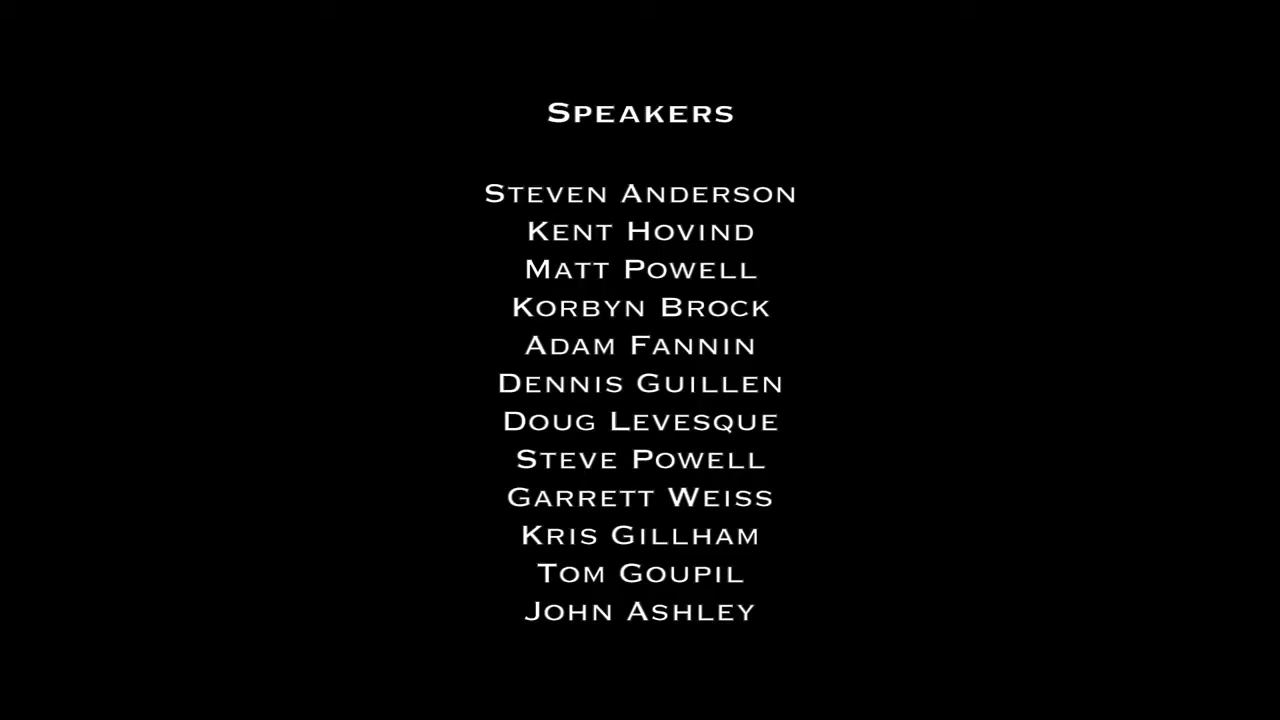 Speakers
Steven Anderson
Kent Hovind
Matt Powell
Korbyn Brock
Adam Fannin
Dennis Guillen
Doug Levesque
Steve Powell
Garrett Weiss
Kris Gillham
Tom Goupil
John Ashley